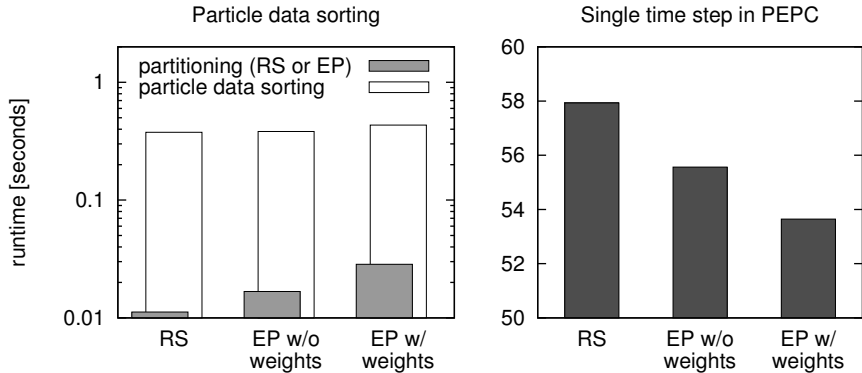 Particle data sorting
Single time step in PEPC
runtime [seconds]
partitioning (RS or EP)
particle data sorting
1
0.1
0.01
RS
EP w/o
weights
EP w/
weights
60
58
56
54
52
50
RS
EP w/o
weights
EP w/
weights